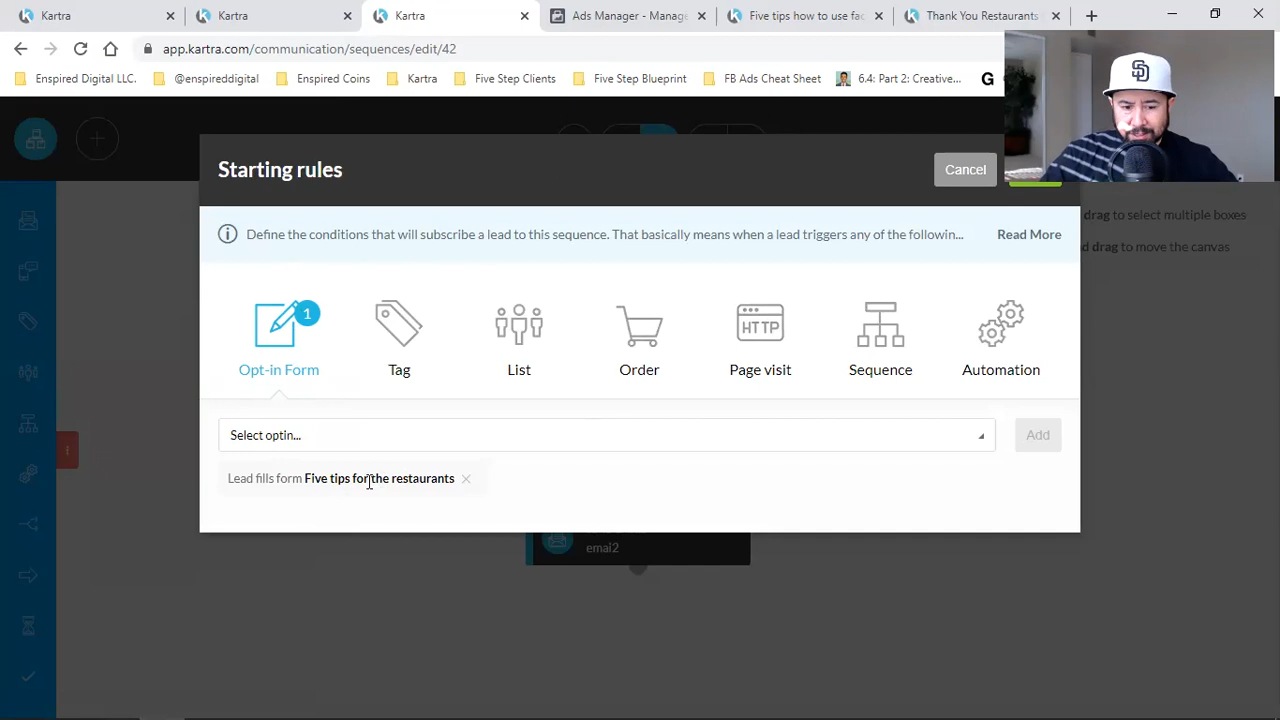 Kartra
Kartra
Kartra
Ads Manager - Manage
Five tips how to use fac
Thank You Restaurants
app.kartra.com/communication/sequences/edit/42
Enspired Digital LLC.
@enspireddigital
Enspired Coins
Kartra
Five Step Clients
Five Step Blueprint
FB Ads Cheat Sheet
6.4: Part 2: Creative...
G
SD
Starting rules
Cancel
drag to select multiple boxes
Define the conditions that will subscribe a lead to this sequence. That basically means when a lead triggers any of the followin...
Read More
d drag to move the canvas
1
HTTP
Opt-in Form
Tag
List
Order
Page visit
Sequence
Automation
Select optin...
Add
Lead fills form Five tips for the restaurants
emai2